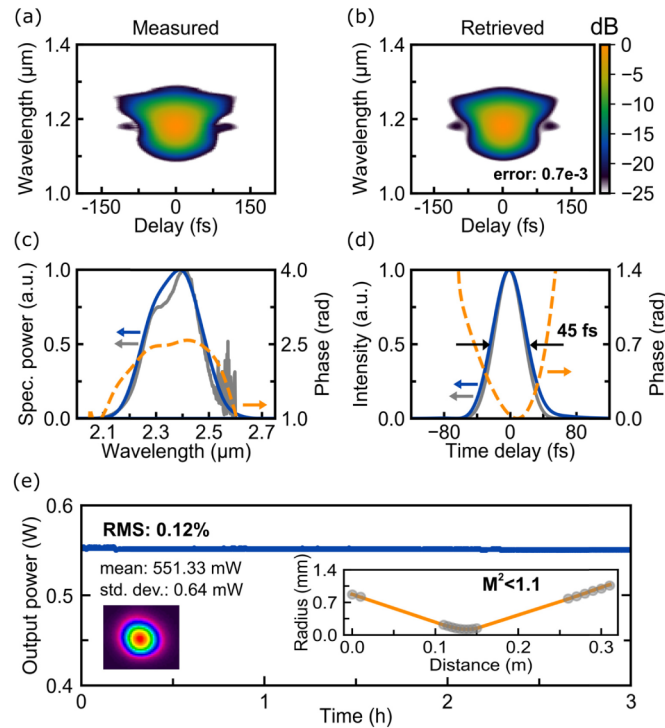 (a) Measured
(b) Retrieved
dB
Wavelength (μm)
1.4
1.2
1.0
-150 0 150
Delay (fs)
Wavelength (μm)
1.4
1.2
1.0
error: 0.7e-3
-150 0 150
Delay (fs)
0
−5
−10
−15
−20
−25
(c)
Spec. power (a.u.)
1.0
0.5
0.0
4.0
2.5
1.0
Phase (rad)
2.1 2.3 2.5 2.7
Wavelength (μm)
(d)
Intensity (a.u.)
1.0
0.5
0.0
45 fs
1.4
0.7
0.0
Phase (rad)
−80 0 80
Time delay (fs)
(e)
Output power (W)
0.6
0.5
0.4
RMS: 0.12%
mean: 551.33 mW
std. dev.: 0.64 mW
Radius (mm)
1.4
0.7
0.0
M²<1.1
0.0 0.1 0.2 0.3
Distance (m)
0 1 2 3
Time (h)